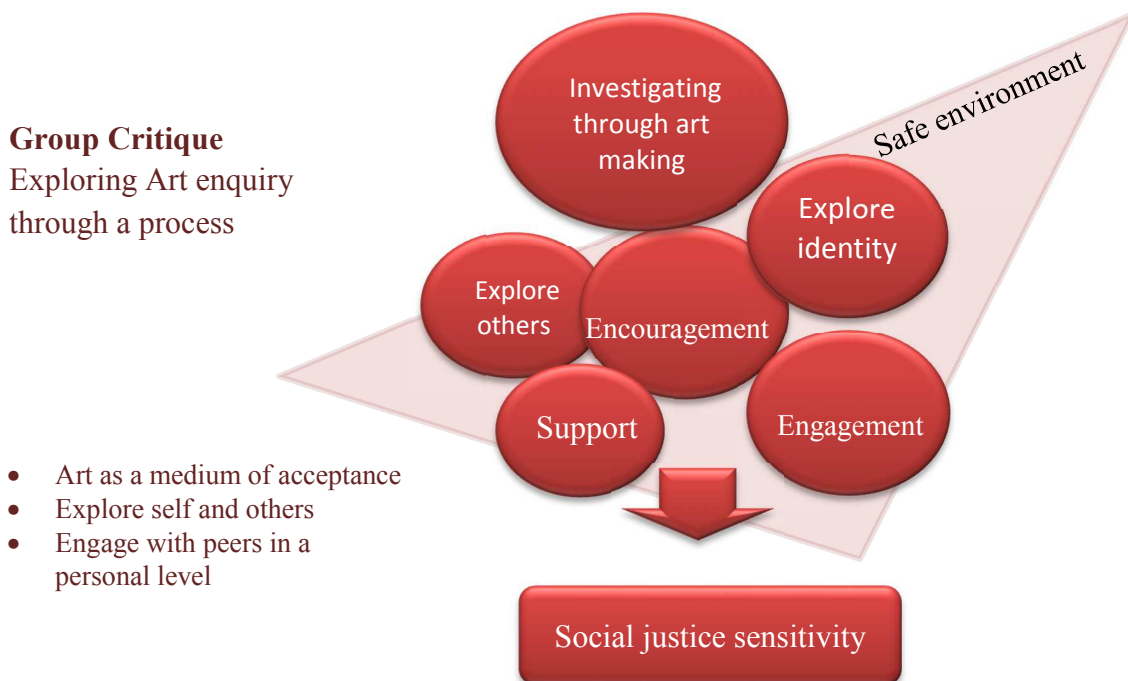 Group Critique
Exploring Art enquiry
through a process
Investigating
through art
making
Safe environment
Explore
identity
Explore
others
Encouragement
Support
Engagement
• Art as a medium of acceptance
• Explore self and others
• Engage with peers in a
personal level
Social justice sensitivity